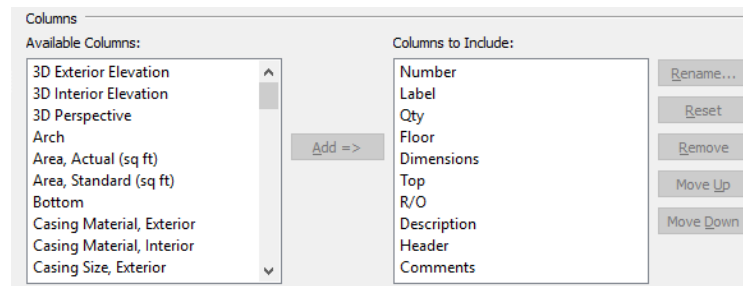 Columns
Available Columns:
3D Exterior Elevation
3D Interior Elevation
3D Perspective
Arch
Area, Actual (sq ft)
Area, Standard (sq ft)
Bottom
Casing Material, Exterior
Casing Material, Interior
Casing Size, Exterior
Add =>
Columns to Include:
Number
Label
Qty
Floor
Dimensions
Top
R/O
Description
Header
Comments
Rename...
Reset
Remove
Move Up
Move Down